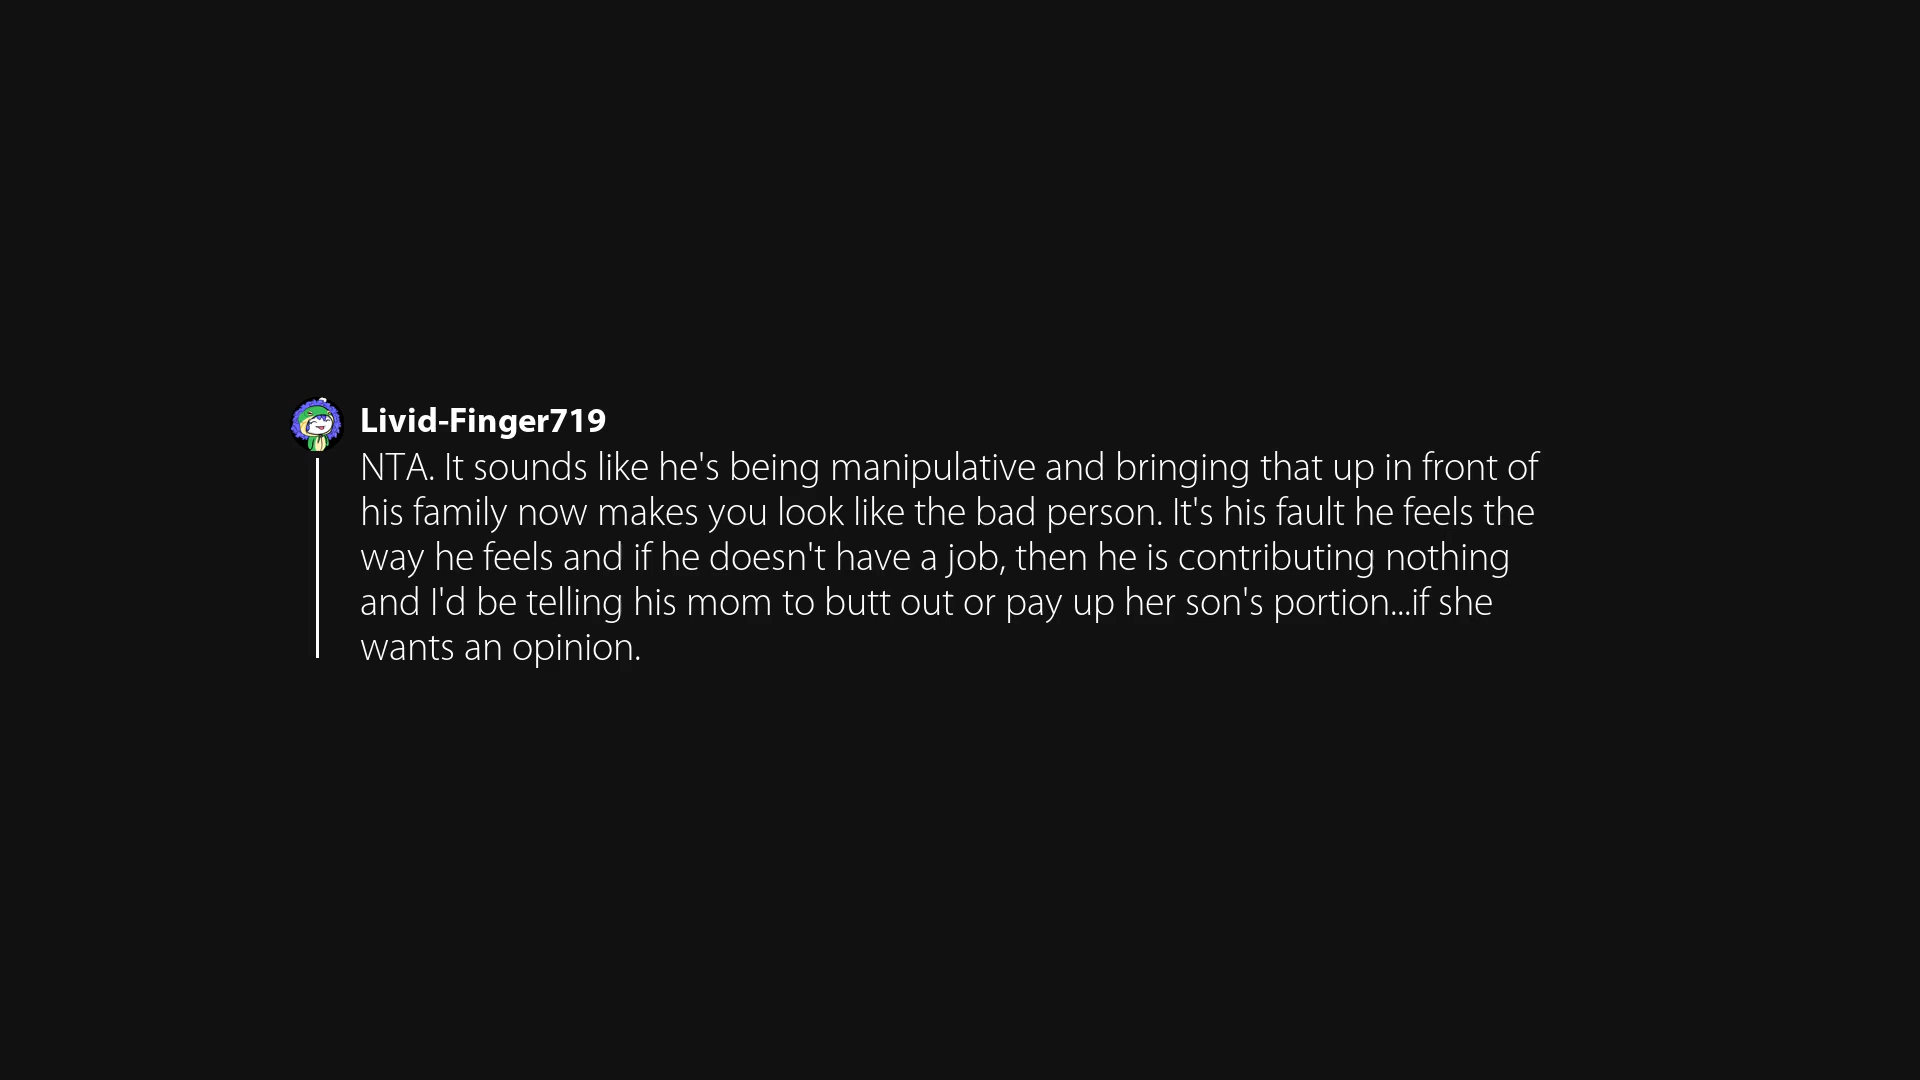 Livid-Finger719
NTA. It sounds like he's being manipulative and bringing that up in front of
his family now makes you look like the bad person. It's his fault he feels the
way he feels and if he doesn't have a job, then he is contributing nothing
and I'd be telling his mom to butt out or pay up her son's portion...if she
wants an opinion.